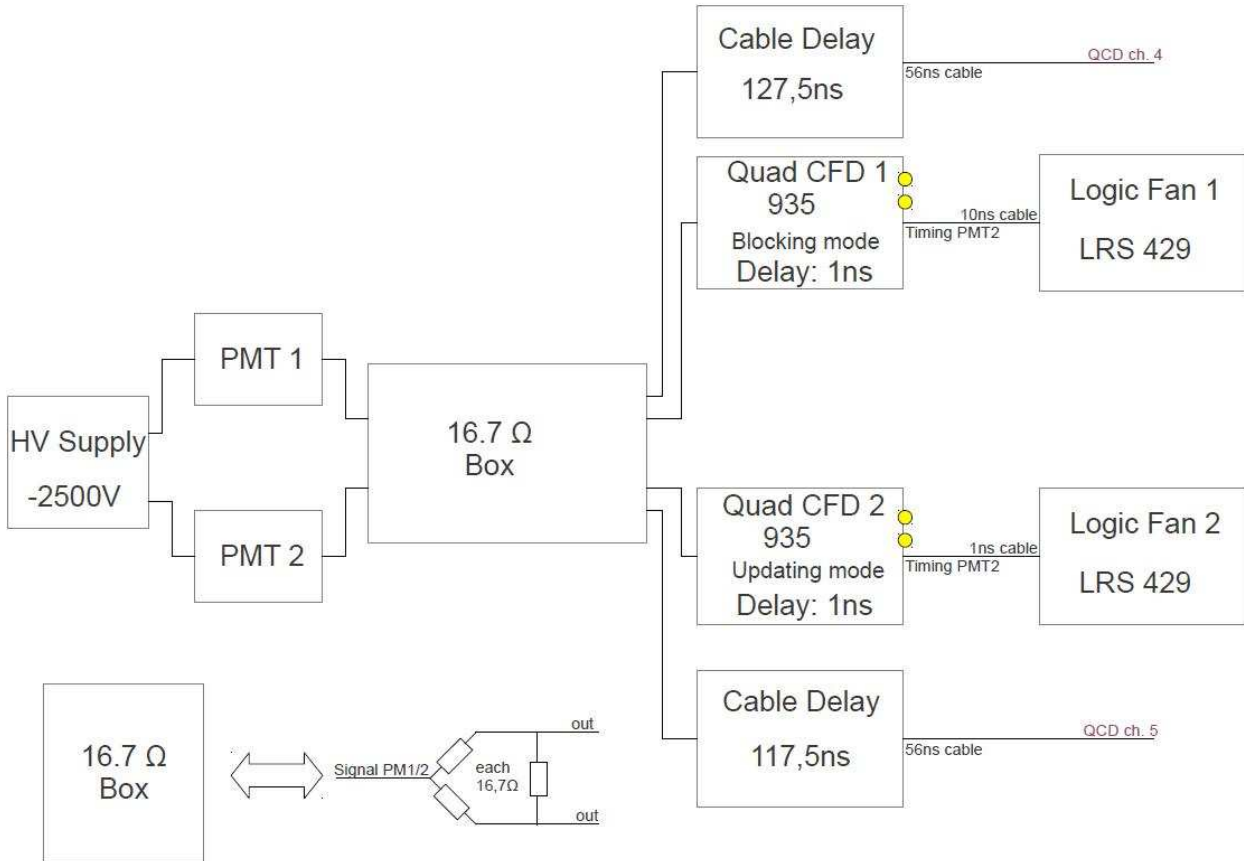 Cable Delay
127,5ns
56ns cable
QCD ch. 4
Quad CFD 1
935
Blocking mode
Delay: 1ns
10ns cable
Timing PMT2
Logic Fan 1
LRS 429
PMT 1
HV Supply
-2500V
PMT 2
16.7 Ω
Box
Quad CFD 2
935
Updating mode
Delay: 1ns
1ns cable
Timing PMT2
Logic Fan 2
LRS 429
Cable Delay
117,5ns
56ns cable
QCD ch. 5
16.7 Ω
Box
Signal PM1/2
out
each
16,7Ω
out